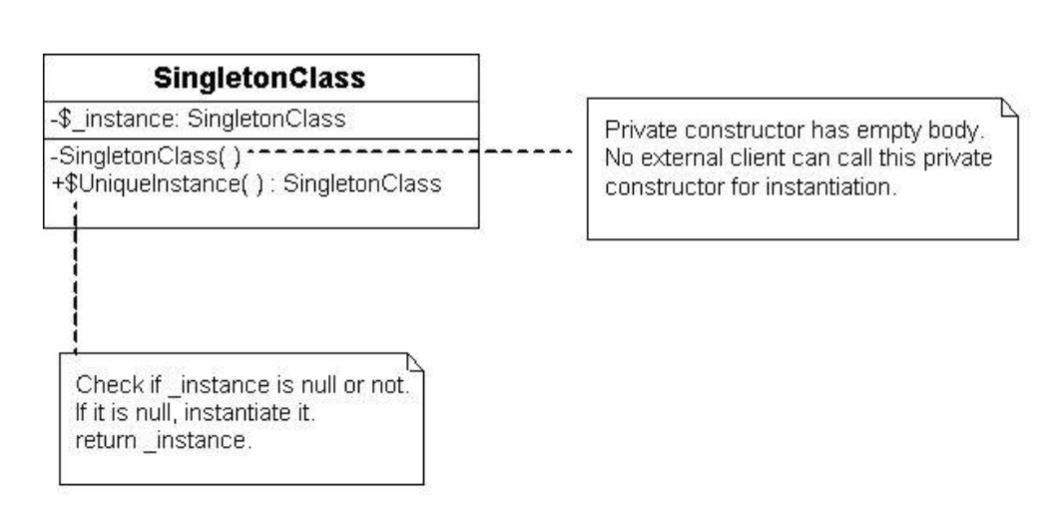 SingletonClass
-$_instance: SingletonClass
-SingletonClass( )
+$UniqueInstance( ) : SingletonClass
Private constructor has empty body.
No external client can call this private
constructor for instantiation.
Check if _instance is null or not.
If it is null, instantiate it.
return _instance.